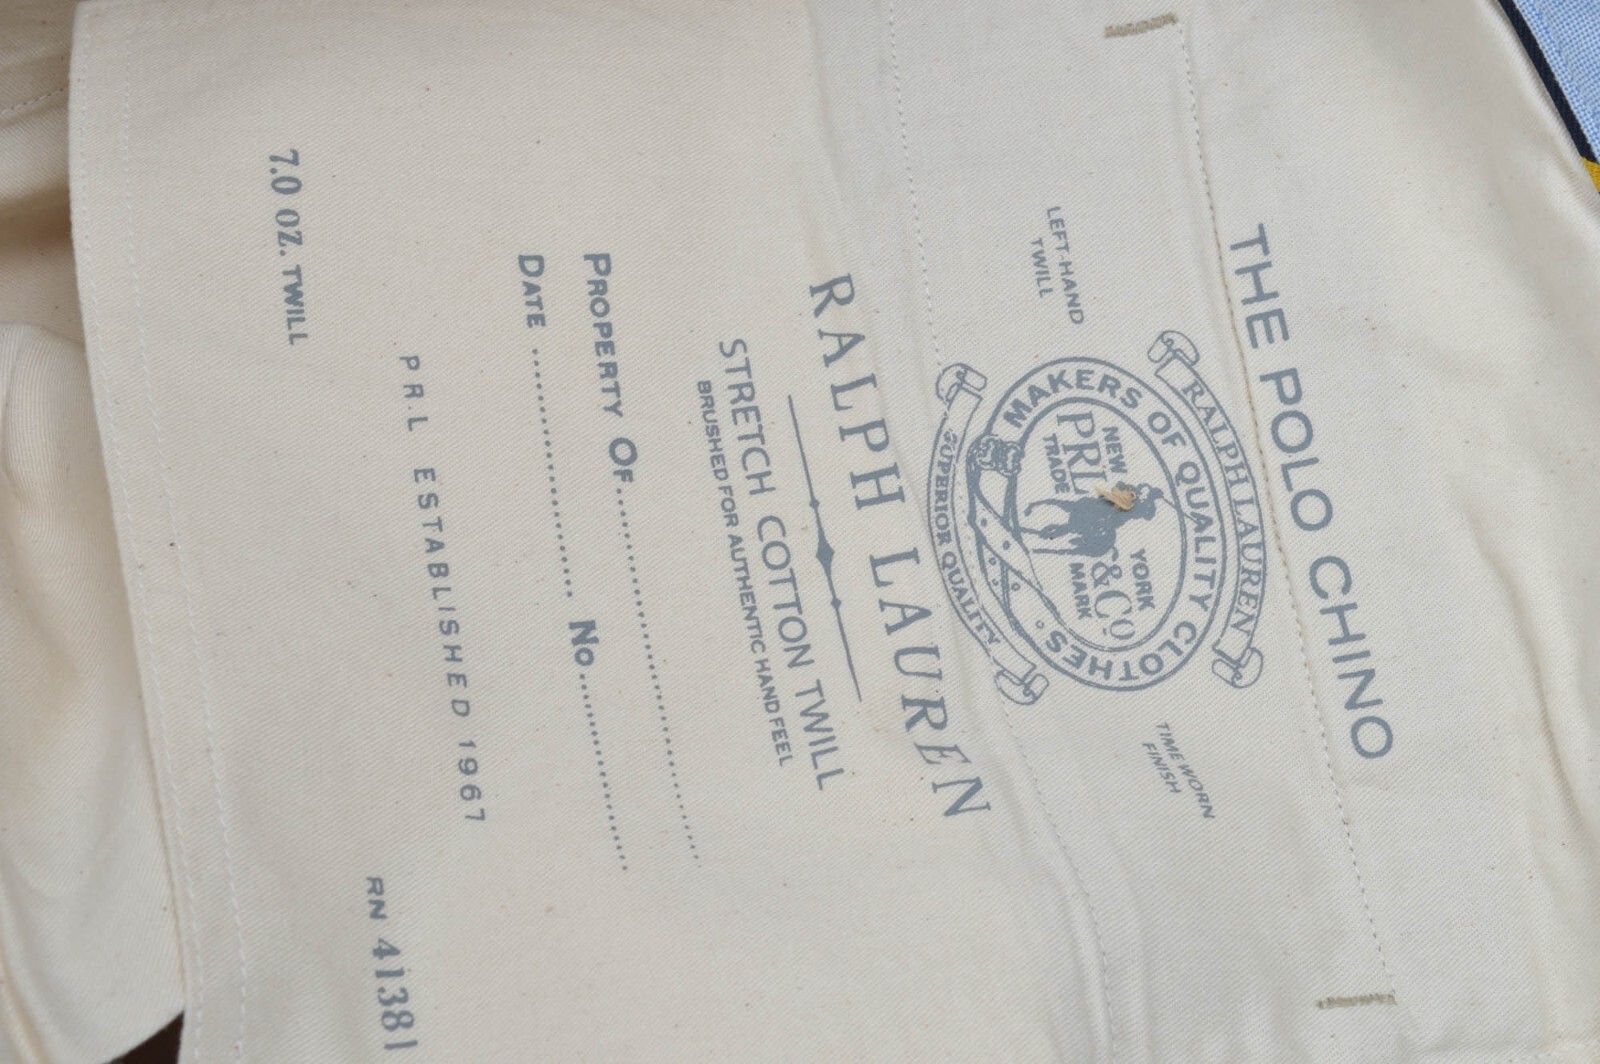 THE POLO CHINO
RALPH LAUREN
MAKERS OF QUALITY CLOTHES
NEW YORK
PRL &Co
TRADE MARK
SUPERIOR QUALITY
LEFT-HAND
TWILL
TIME WORN
FINISH
RALPH LAUREN
STRETCH COTTON TWILL
BRUSHED FOR AUTHENTIC HAND FEEL
PROPERTY OF..............................
DATE .................... No....................
P R.L ESTABLISHED 1967
7.0 OZ. TWILL
RN 41381